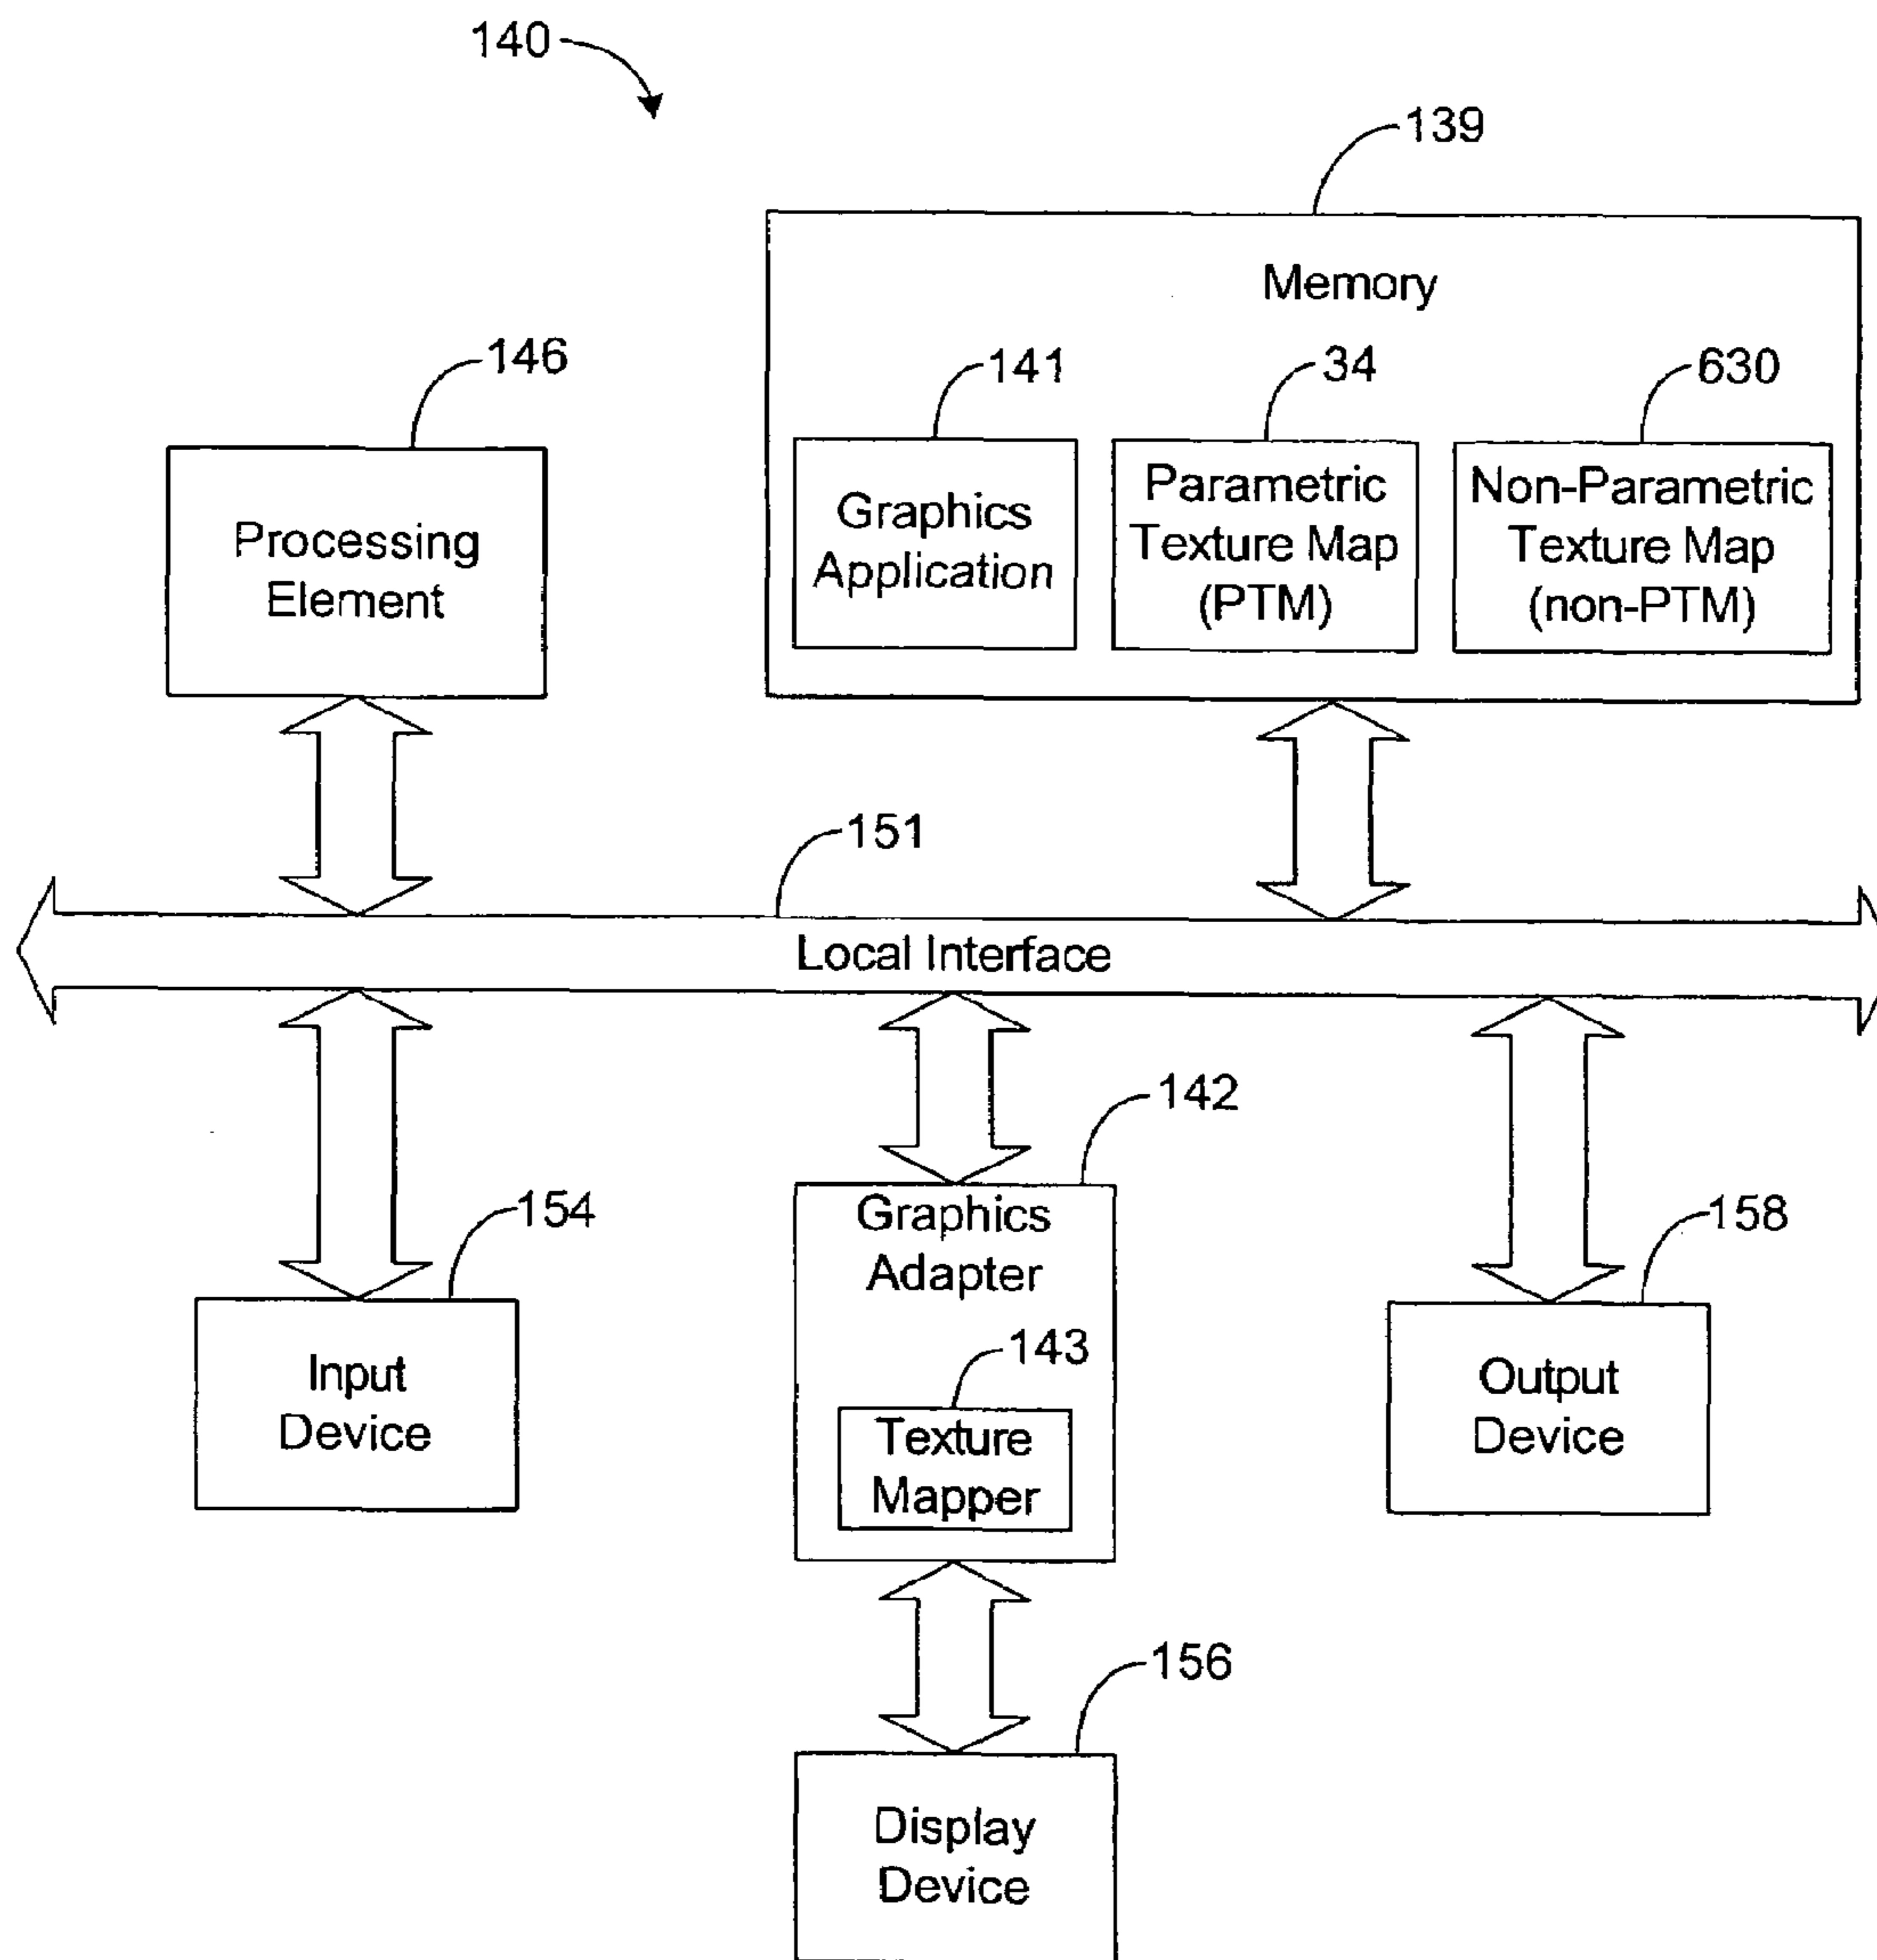 140
139
Memory
146
141
34
630
Processing
Element
Graphics
Application
Parametric
Texture Map
(PTM)
Non-Parametric
Texture Map
(non-PTM)
151
Local Interface
142
154
Graphics
Adapter
158
143
Input
Device
Texture
Mapper
Output
Device
156
Display
Device